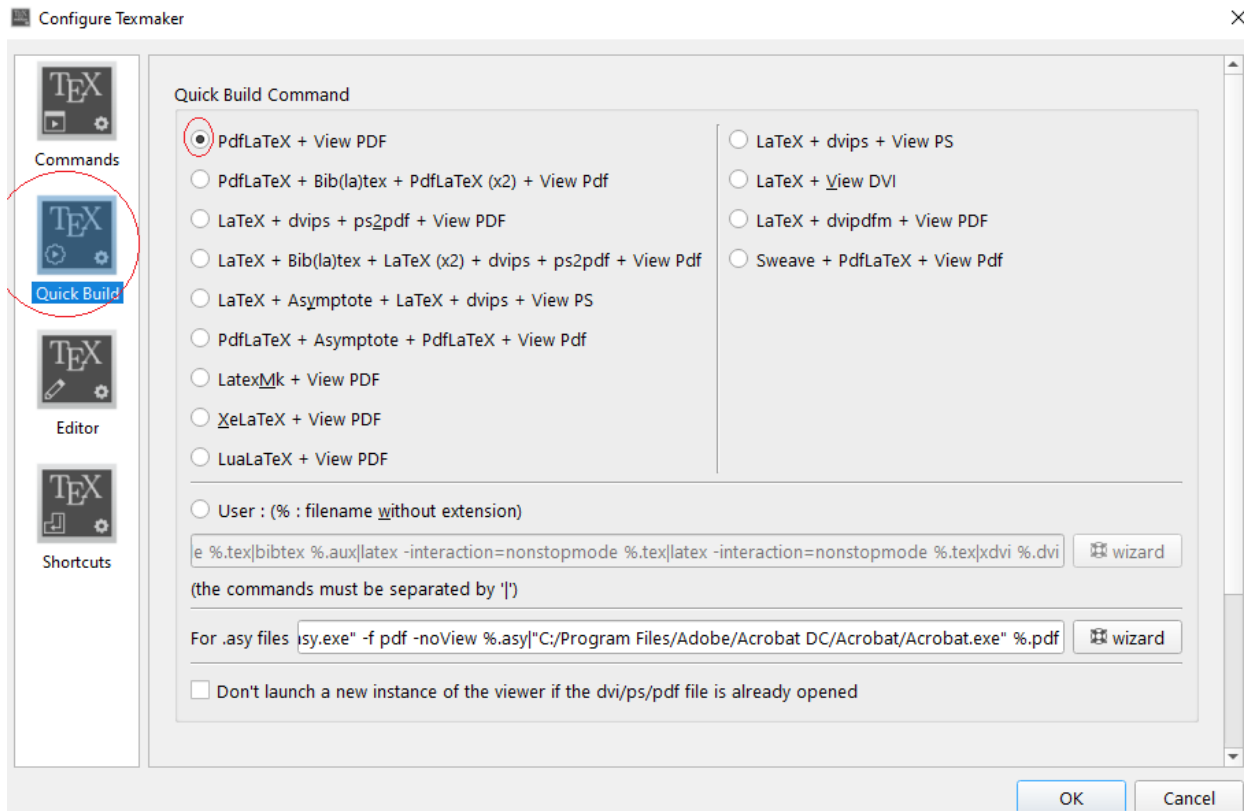 Configure Texmaker
TEX
Commands
TEX
Quick Build
TEX
Editor
TEX
Shortcuts
Quick Build Command
PdfLaTeX + View PDF
PdfLaTeX + Bib(la)tex + PdfLaTeX (x2) + View Pdf
LaTeX + dvips + ps2pdf + View PDF
LaTeX + Bib(la)tex + LaTeX (x2) + dvips + ps2pdf + View Pdf
LaTeX + Asymptote + LaTeX + dvips + View PS
PdfLaTeX + Asymptote + PdfLaTeX + View Pdf
LatexMk + View PDF
XeLaTeX + View PDF
LuaLaTeX + View PDF
LaTeX + dvips + View PS
LaTeX + View DVI
LaTeX + dvipdfm + View PDF
Sweave + PdfLaTeX + View Pdf
User : (% : filename without extension)
e %.tex|bibtex %.aux|latex -interaction=nonstopmode %.tex|latex -interaction=nonstopmode %.tex|xdvi %.dvi
wizard
(the commands must be separated by '|')
For .asy files sy.exe" -f pdf -noView %.asy|"C:/Program Files/Adobe/Acrobat DC/Acrobat/Acrobat.exe" %.pdf
wizard
Don't launch a new instance of the viewer if the dvi/ps/pdf file is already opened
OK
Cancel